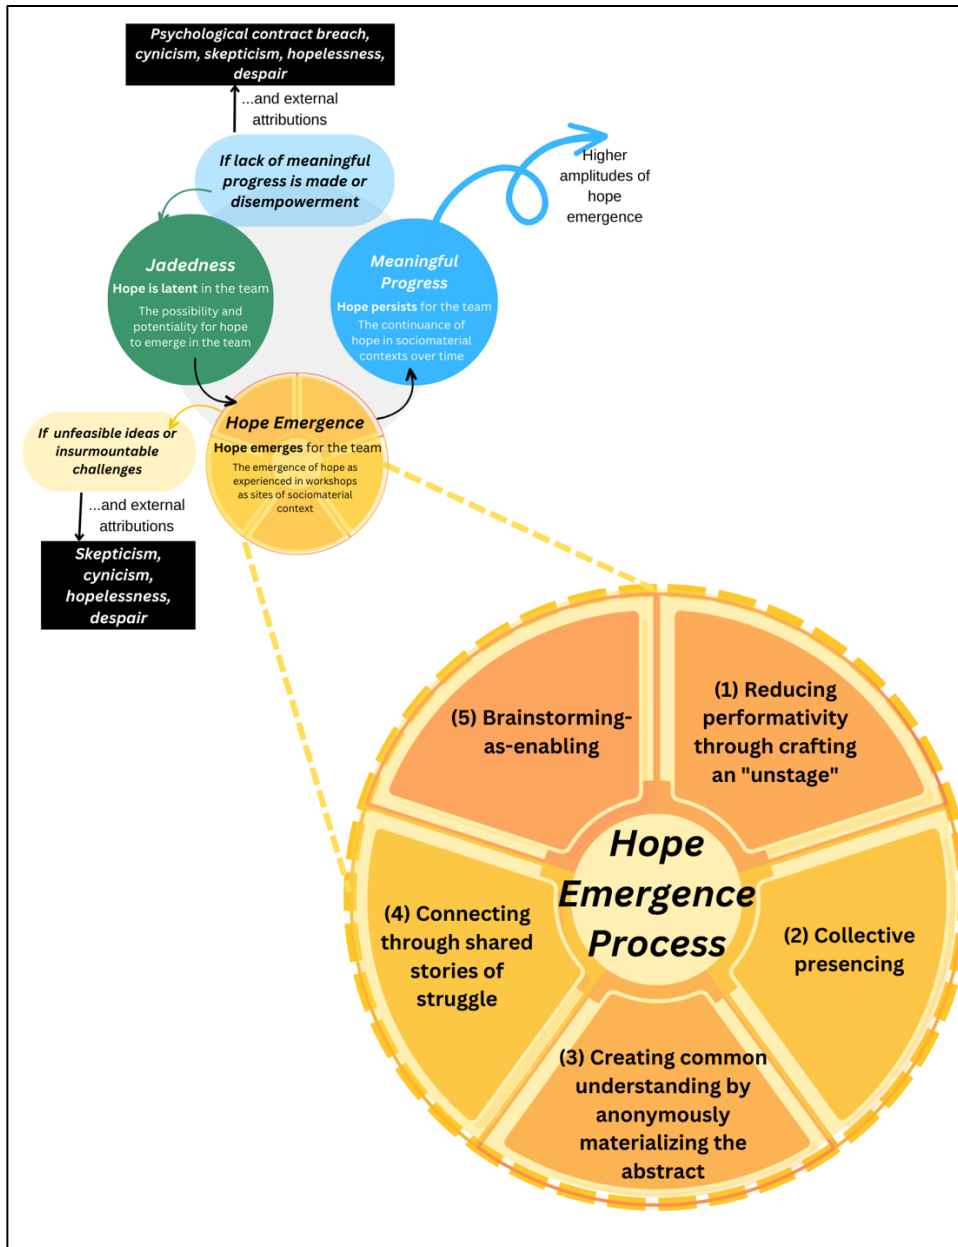 Psychological contract breach,
cynicism, skepticism, hopelessness,
despair
...and external
attributions
If lack of meaningful
progress is made or
disempowerment
Higher
amplitudes of
hope
emergence
Jadedness
Hope is latent in the team
The possibility and
potentiality for hope
to emerge in the team
Meaningful
Progress
Hope persists for the team
The continuance of
hope in sociomaterial
contexts over time
Hope Emergence
Hope emerges for the team
The emergence of hope as
experienced in workshops
as sites of sociomaterial
context
If unfeasible ideas or
insurmountable
challenges
...and external
attributions
Skepticism,
cynicism,
hopelessness,
despair
(1) Reducing
performativity
through crafting
an "unstage"
(2) Collective
presencing
(3) Creating common
understanding by
anonymously
materializing the
abstract
(4) Connecting
through shared
stories of
struggle
(5) Brainstorming-
as-enabling
Hope
Emergence
Process